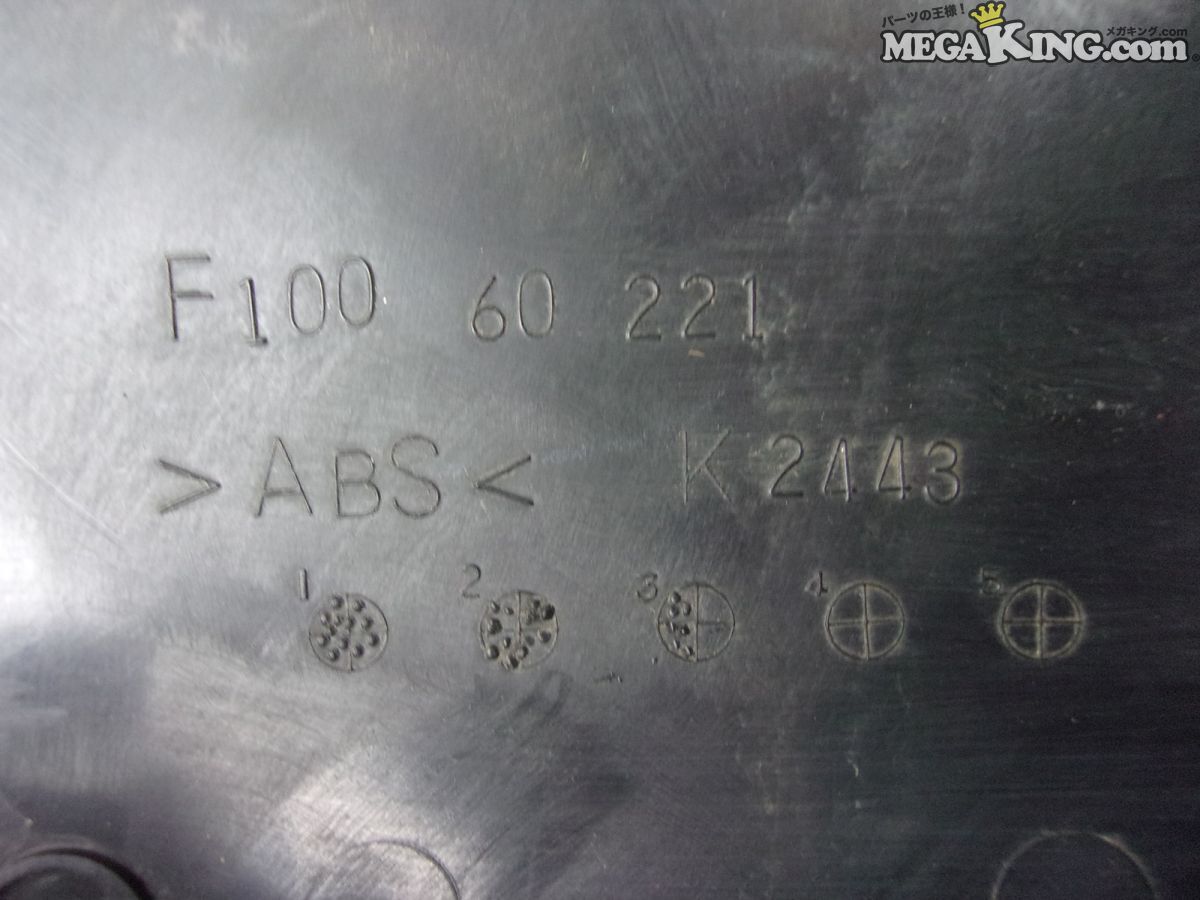 パーツの王様！
メガキング.com
MEGAKING.com®
F100 60 221
>ABS< K2443
1 2 3 4 5